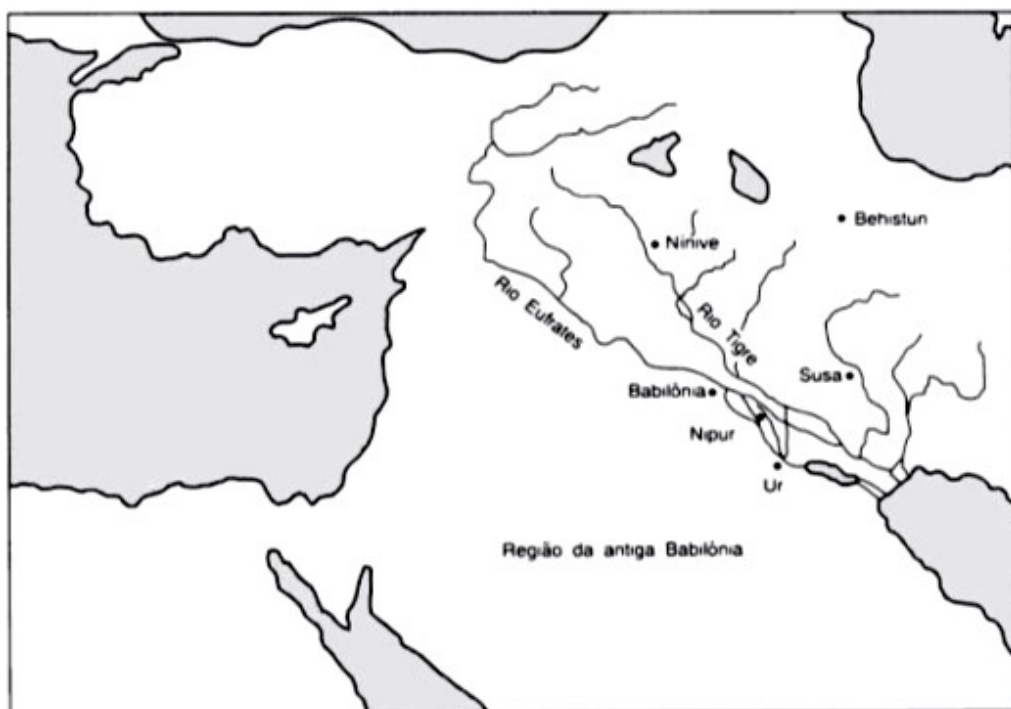 Behistun
Nínive
Rio Eufrates
Rio Tigre
Susa
Babilônia
Nipur
Ur
Região da antiga Babilônia